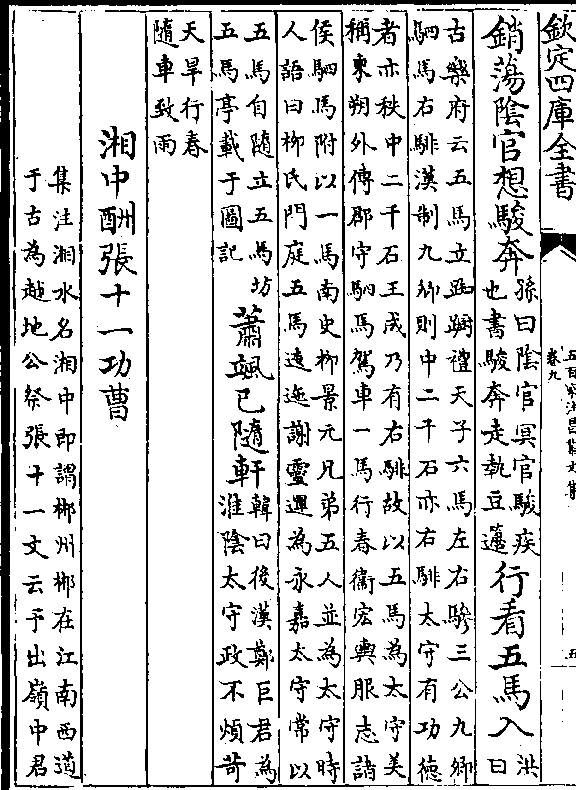 欽定四庫全書
卷九
五百家注昌黎文集
五
銷蕩陰官想駿奔
孫曰陰官冥官駿疾
也書駿奔走執豆籩
行看五馬入
洪曰
古樂府云五馬立踟躕禮天子六馬左右驂三公九卿
駟馬右騑漢制九卿則中二千石亦右騑太守有功德
者亦秩中二千石王成乃有右騑故以五馬為太守美
稱東朔外傳郡守駟馬駕車一馬行春衞宏輿服志諸
侯駟馬附以一馬南史柳景元兄弟五人並為太守時
人語曰柳氏門庭五馬逶迤謝靈運為永嘉太守常以
五馬自隨立五馬坊
五馬亭載于圖記
蕭颯已隨軒
韓曰後漢鄭巨君為
淮陰太守政不煩苛
天旱行春
隨車致雨
湘中酬張十一功曹
集注湘水名湘中即謂郴州郴在江南西道
于古為越地公祭張十一文云予出嶺中君